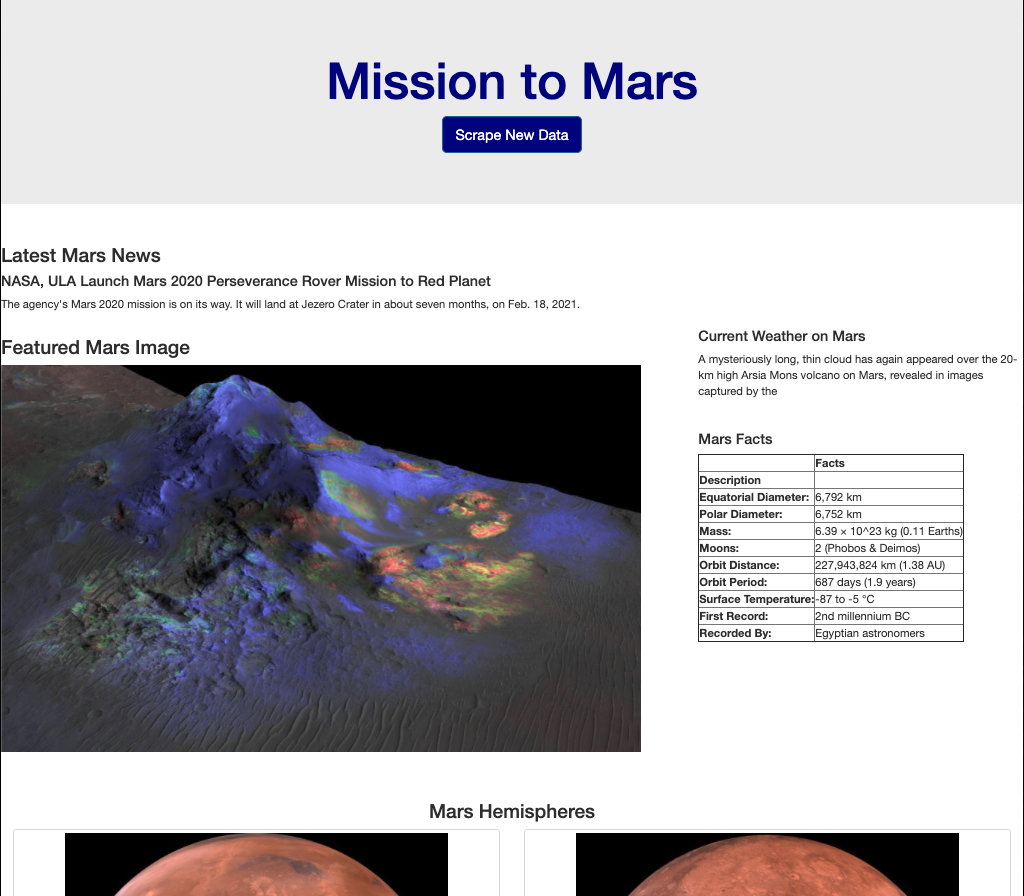 Mission to Mars
Scrape New Data
Latest Mars News
NASA, ULA Launch Mars 2020 Perseverance Rover Mission to Red Planet
The agency's Mars 2020 mission is on its way. It will land at Jezero Crater in about seven months, on Feb. 18, 2021.
Featured Mars Image
Current Weather on Mars
A mysteriously long, thin cloud has again appeared over the 20-
km high Arsia Mons volcano on Mars, revealed in images
captured by the
Mars Facts
Facts
Description
Equatorial Diameter: 6,792 km
Polar Diameter: 6,752 km
Mass: 6.39 × 10^23 kg (0.11 Earths)
Moons: 2 (Phobos & Deimos)
Orbit Distance: 227,943,824 km (1.38 AU)
Orbit Period: 687 days (1.9 years)
Surface Temperature: -87 to -5 °C
First Record: 2nd millennium BC
Recorded By: Egyptian astronomers
Mars Hemispheres